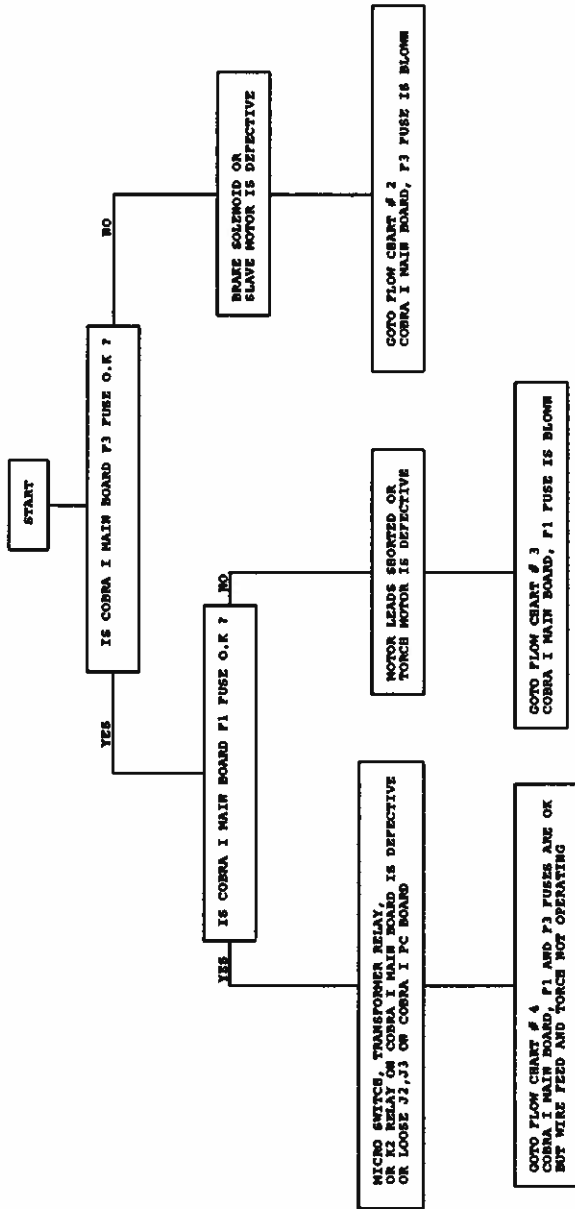 START
IS COBRA I MAIN BOARD F3 FUSE O.K ?
YES
NO
IS COBRA I MAIN BOARD F1 FUSE O.K ?
BRAKE SOLENOID OR
SLAVE MOTOR IS DEFECTIVE
YES
NO
MICRO SWITCH, TRANSFORMER RELAY,
OR K2 RELAY ON COBRA I MAIN BOARD IS DEFECTIVE
OR LOOSE J2,J3 ON COBRA I PC BOARD
MOTOR LEADS SHORTED OR
TORCH MOTOR IS DEFECTIVE
GOTO FLOW CHART # 2
COBRA I MAIN BOARD, F3 FUSE IS BLOWN
GOTO FLOW CHART # 4
COBRA I MAIN BOARD, F1 AND F3 FUSES ARE OK
BUT WIRE FEED AND TORCH NOT OPERATING
GOTO FLOW CHART # 3
COBRA I MAIN BOARD, F1 FUSE IS BLOWN